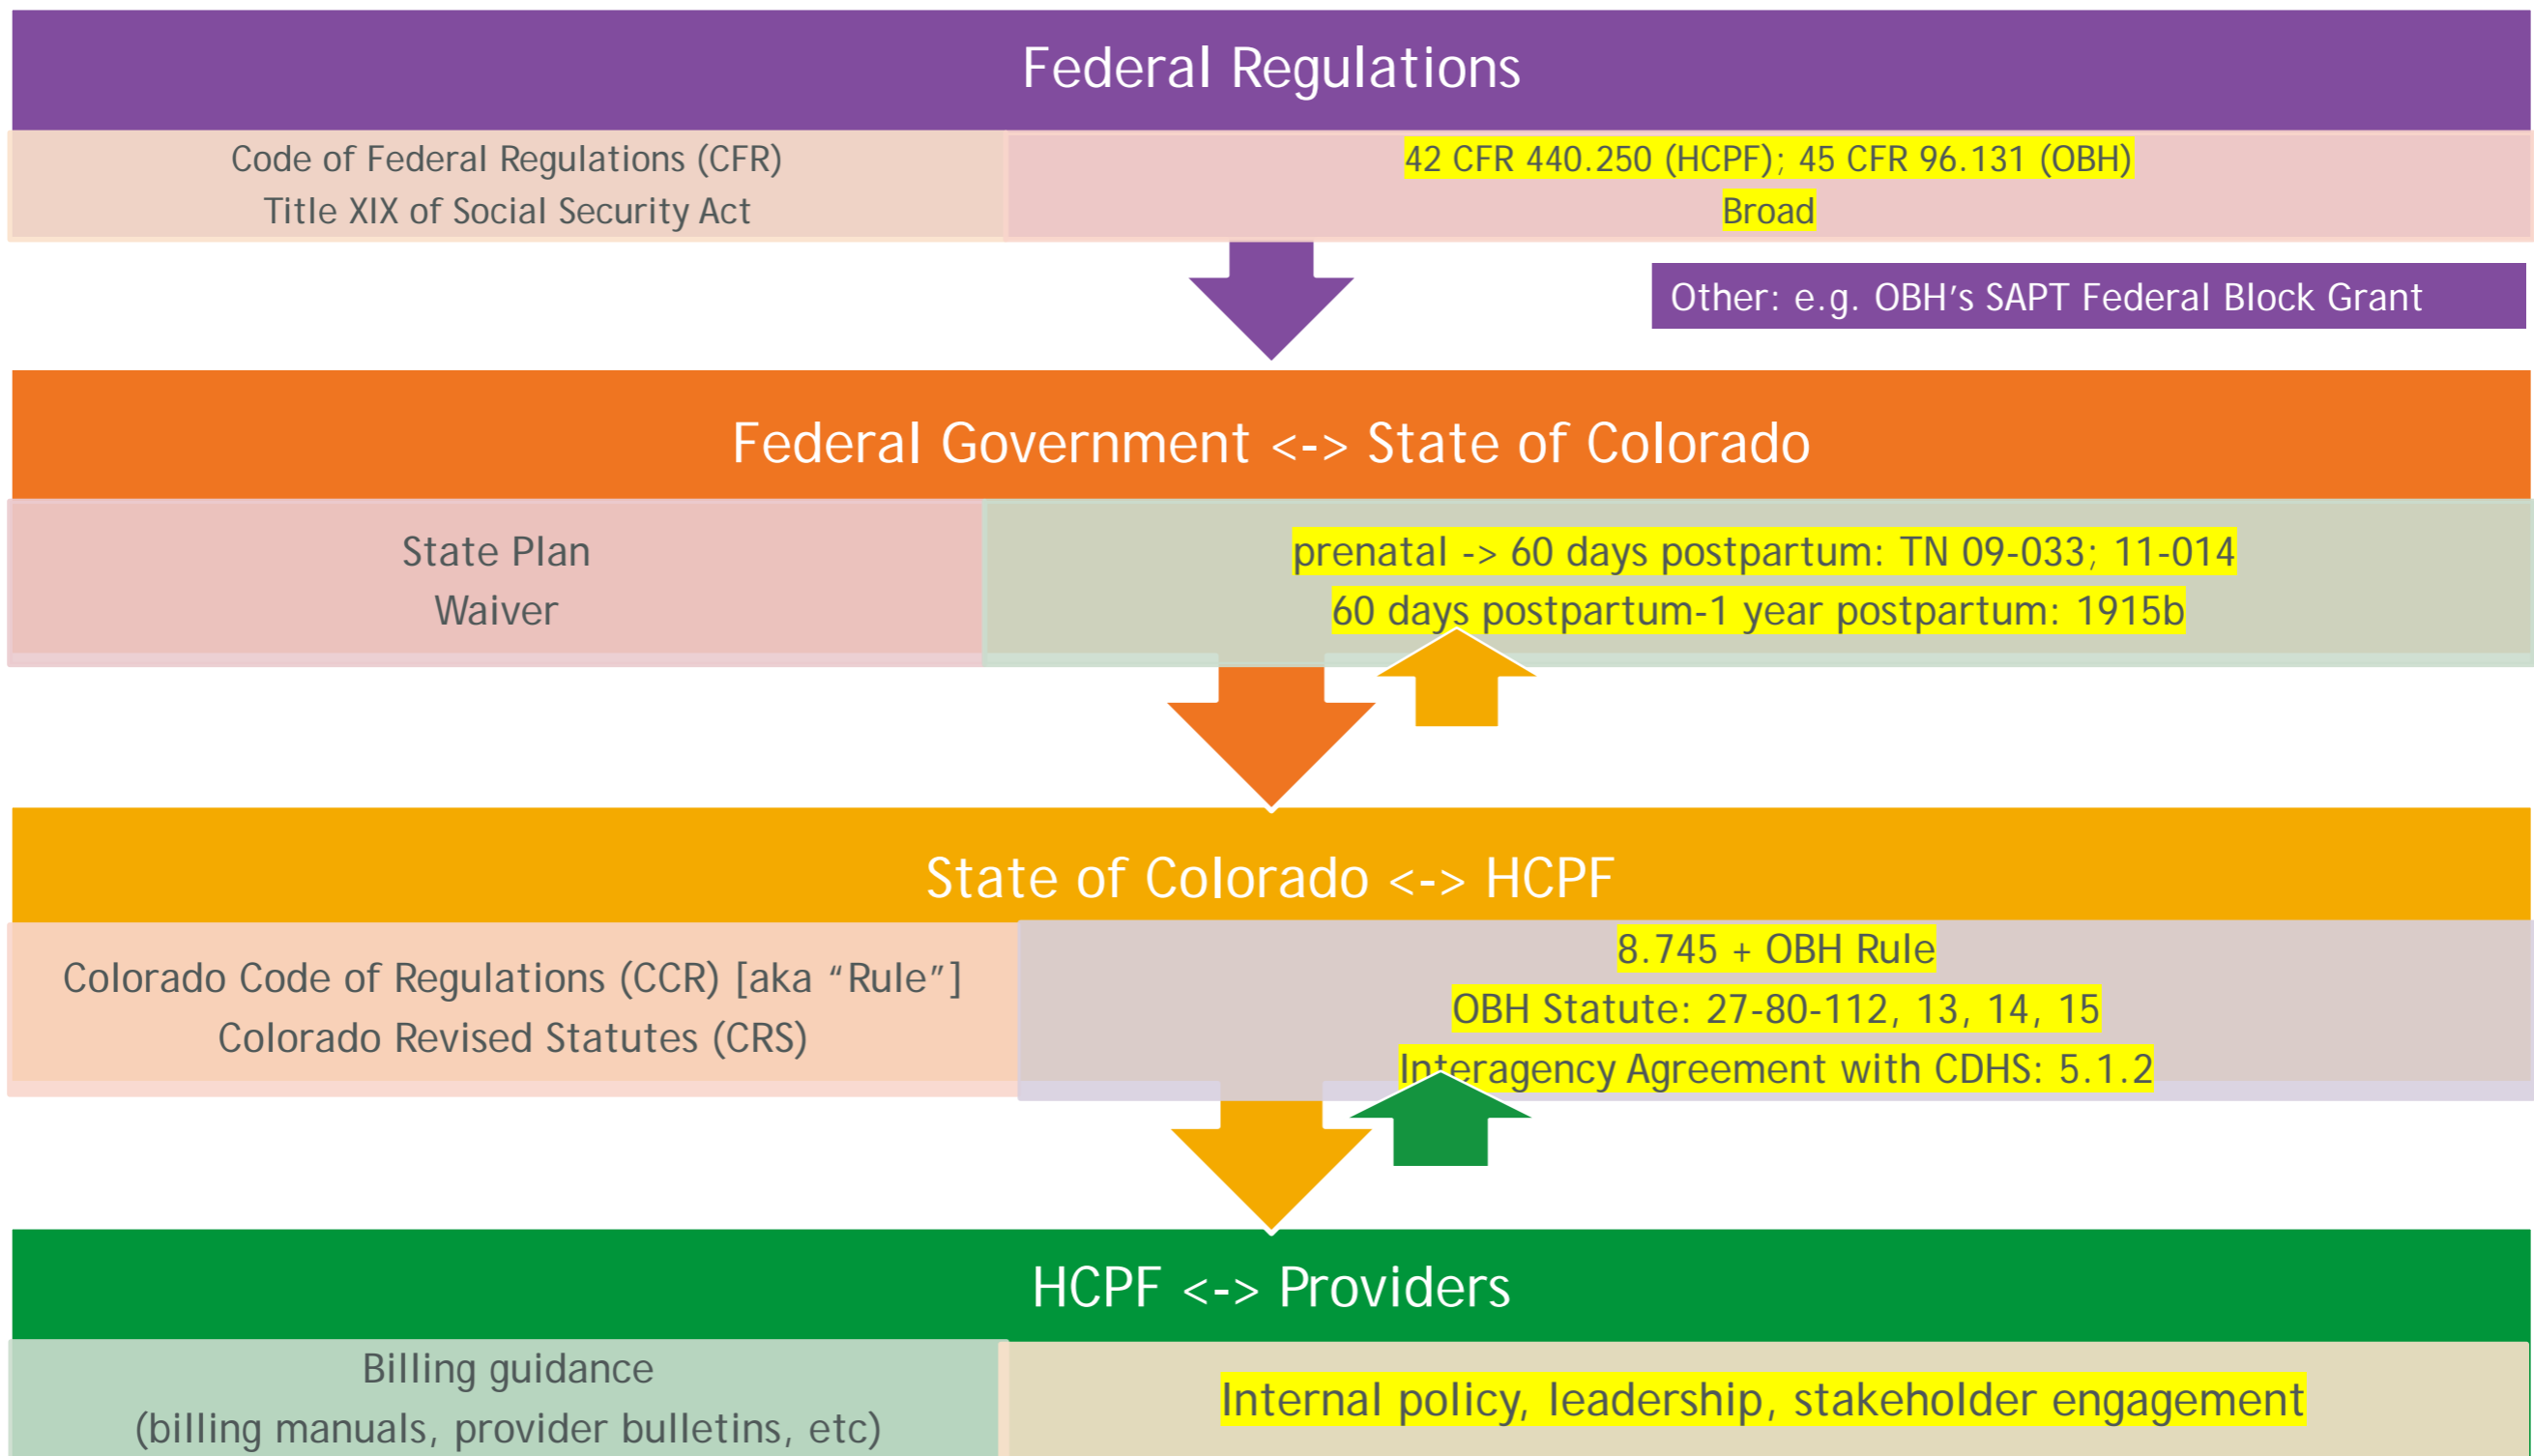 Federal Regulations
Code of Federal Regulations (CFR)
Title XIX of Social Security Act
42 CFR 440.250 (HCPF); 45 CFR 96.131 (OBH)
Broad
Other: e.g. OBH's SAPT Federal Block Grant
Federal Government <-> State of Colorado
State Plan
Waiver
prenatal -> 60 days postpartum: TN 09-033; 11-014
60 days postpartum-1 year postpartum: 1915b
State of Colorado <-> HCPF
Colorado Code of Regulations (CCR) [aka “Rule”]
Colorado Revised Statutes (CRS)
8.745 + OBH Rule
OBH Statute: 27-80-112, 13, 14, 15
Interagency Agreement with CDHS: 5.1.2
HCPF <-> Providers
Billing guidance
(billing manuals, provider bulletins, etc)
Internal policy, leadership, stakeholder engagement